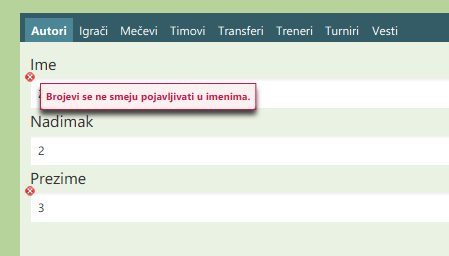 Autori Igrači Mečevi Timovi Transferi Treneri Turniri Vesti
Ime
Brojevi se ne smeju pojavljivati u imenima.
Nadimak
2
Prezime
3